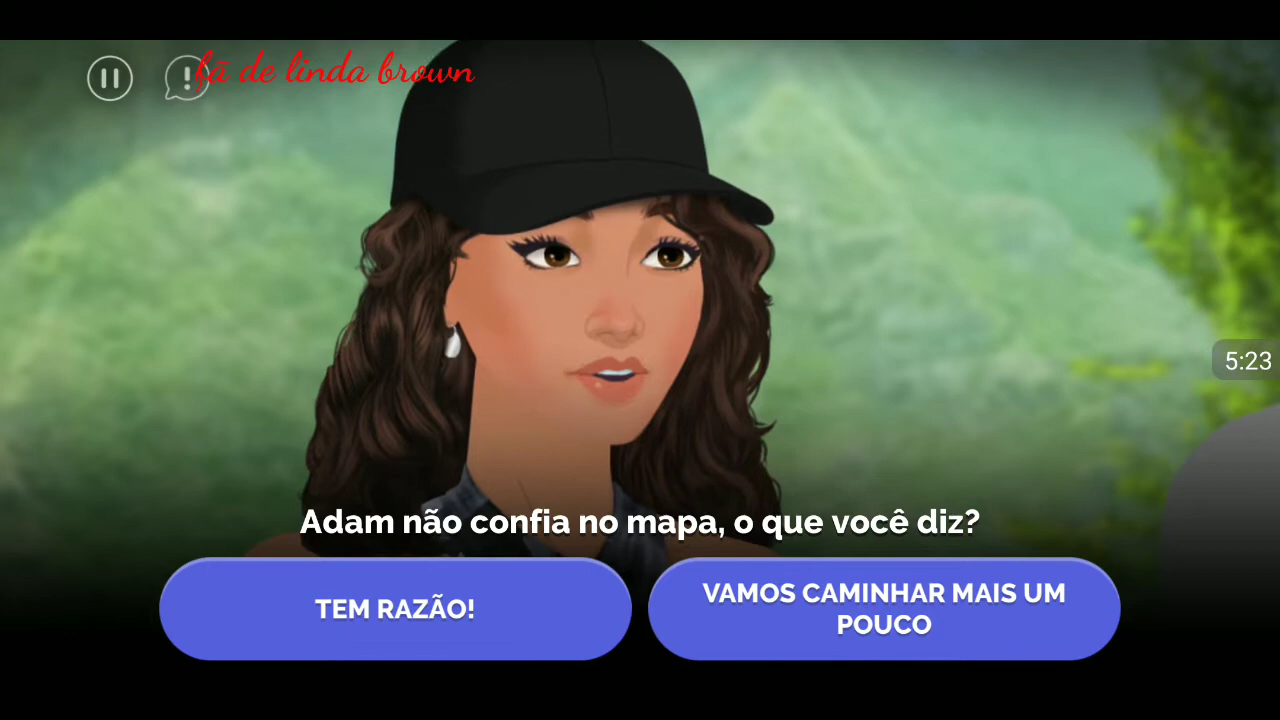 fã de linda brown
5:23
Adam não confia no mapa, o que você diz?
TEM RAZÃO!
VAMOS CAMINHAR MAIS UM
POUCO